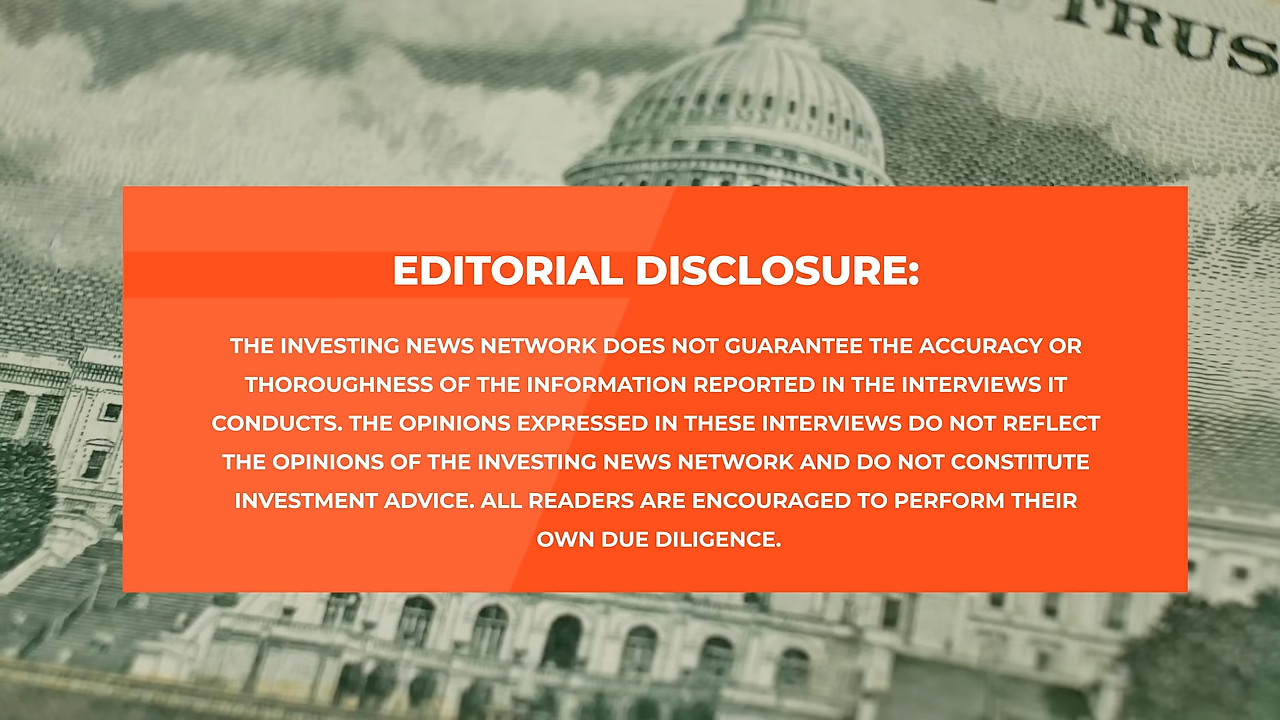 TRUS
EDITORIAL DISCLOSURE:
THE INVESTING NEWS NETWORK DOES NOT GUARANTEE THE ACCURACY OR
THOROUGHNESS OF THE INFORMATION REPORTED IN THE INTERVIEWS IT
CONDUCTS. THE OPINIONS EXPRESSED IN THESE INTERVIEWS DO NOT REFLECT
THE OPINIONS OF THE INVESTING NEWS NETWORK AND DO NOT CONSTITUTE
INVESTMENT ADVICE. ALL READERS ARE ENCOURAGED TO PERFORM THEIR
OWN DUE DILIGENCE.